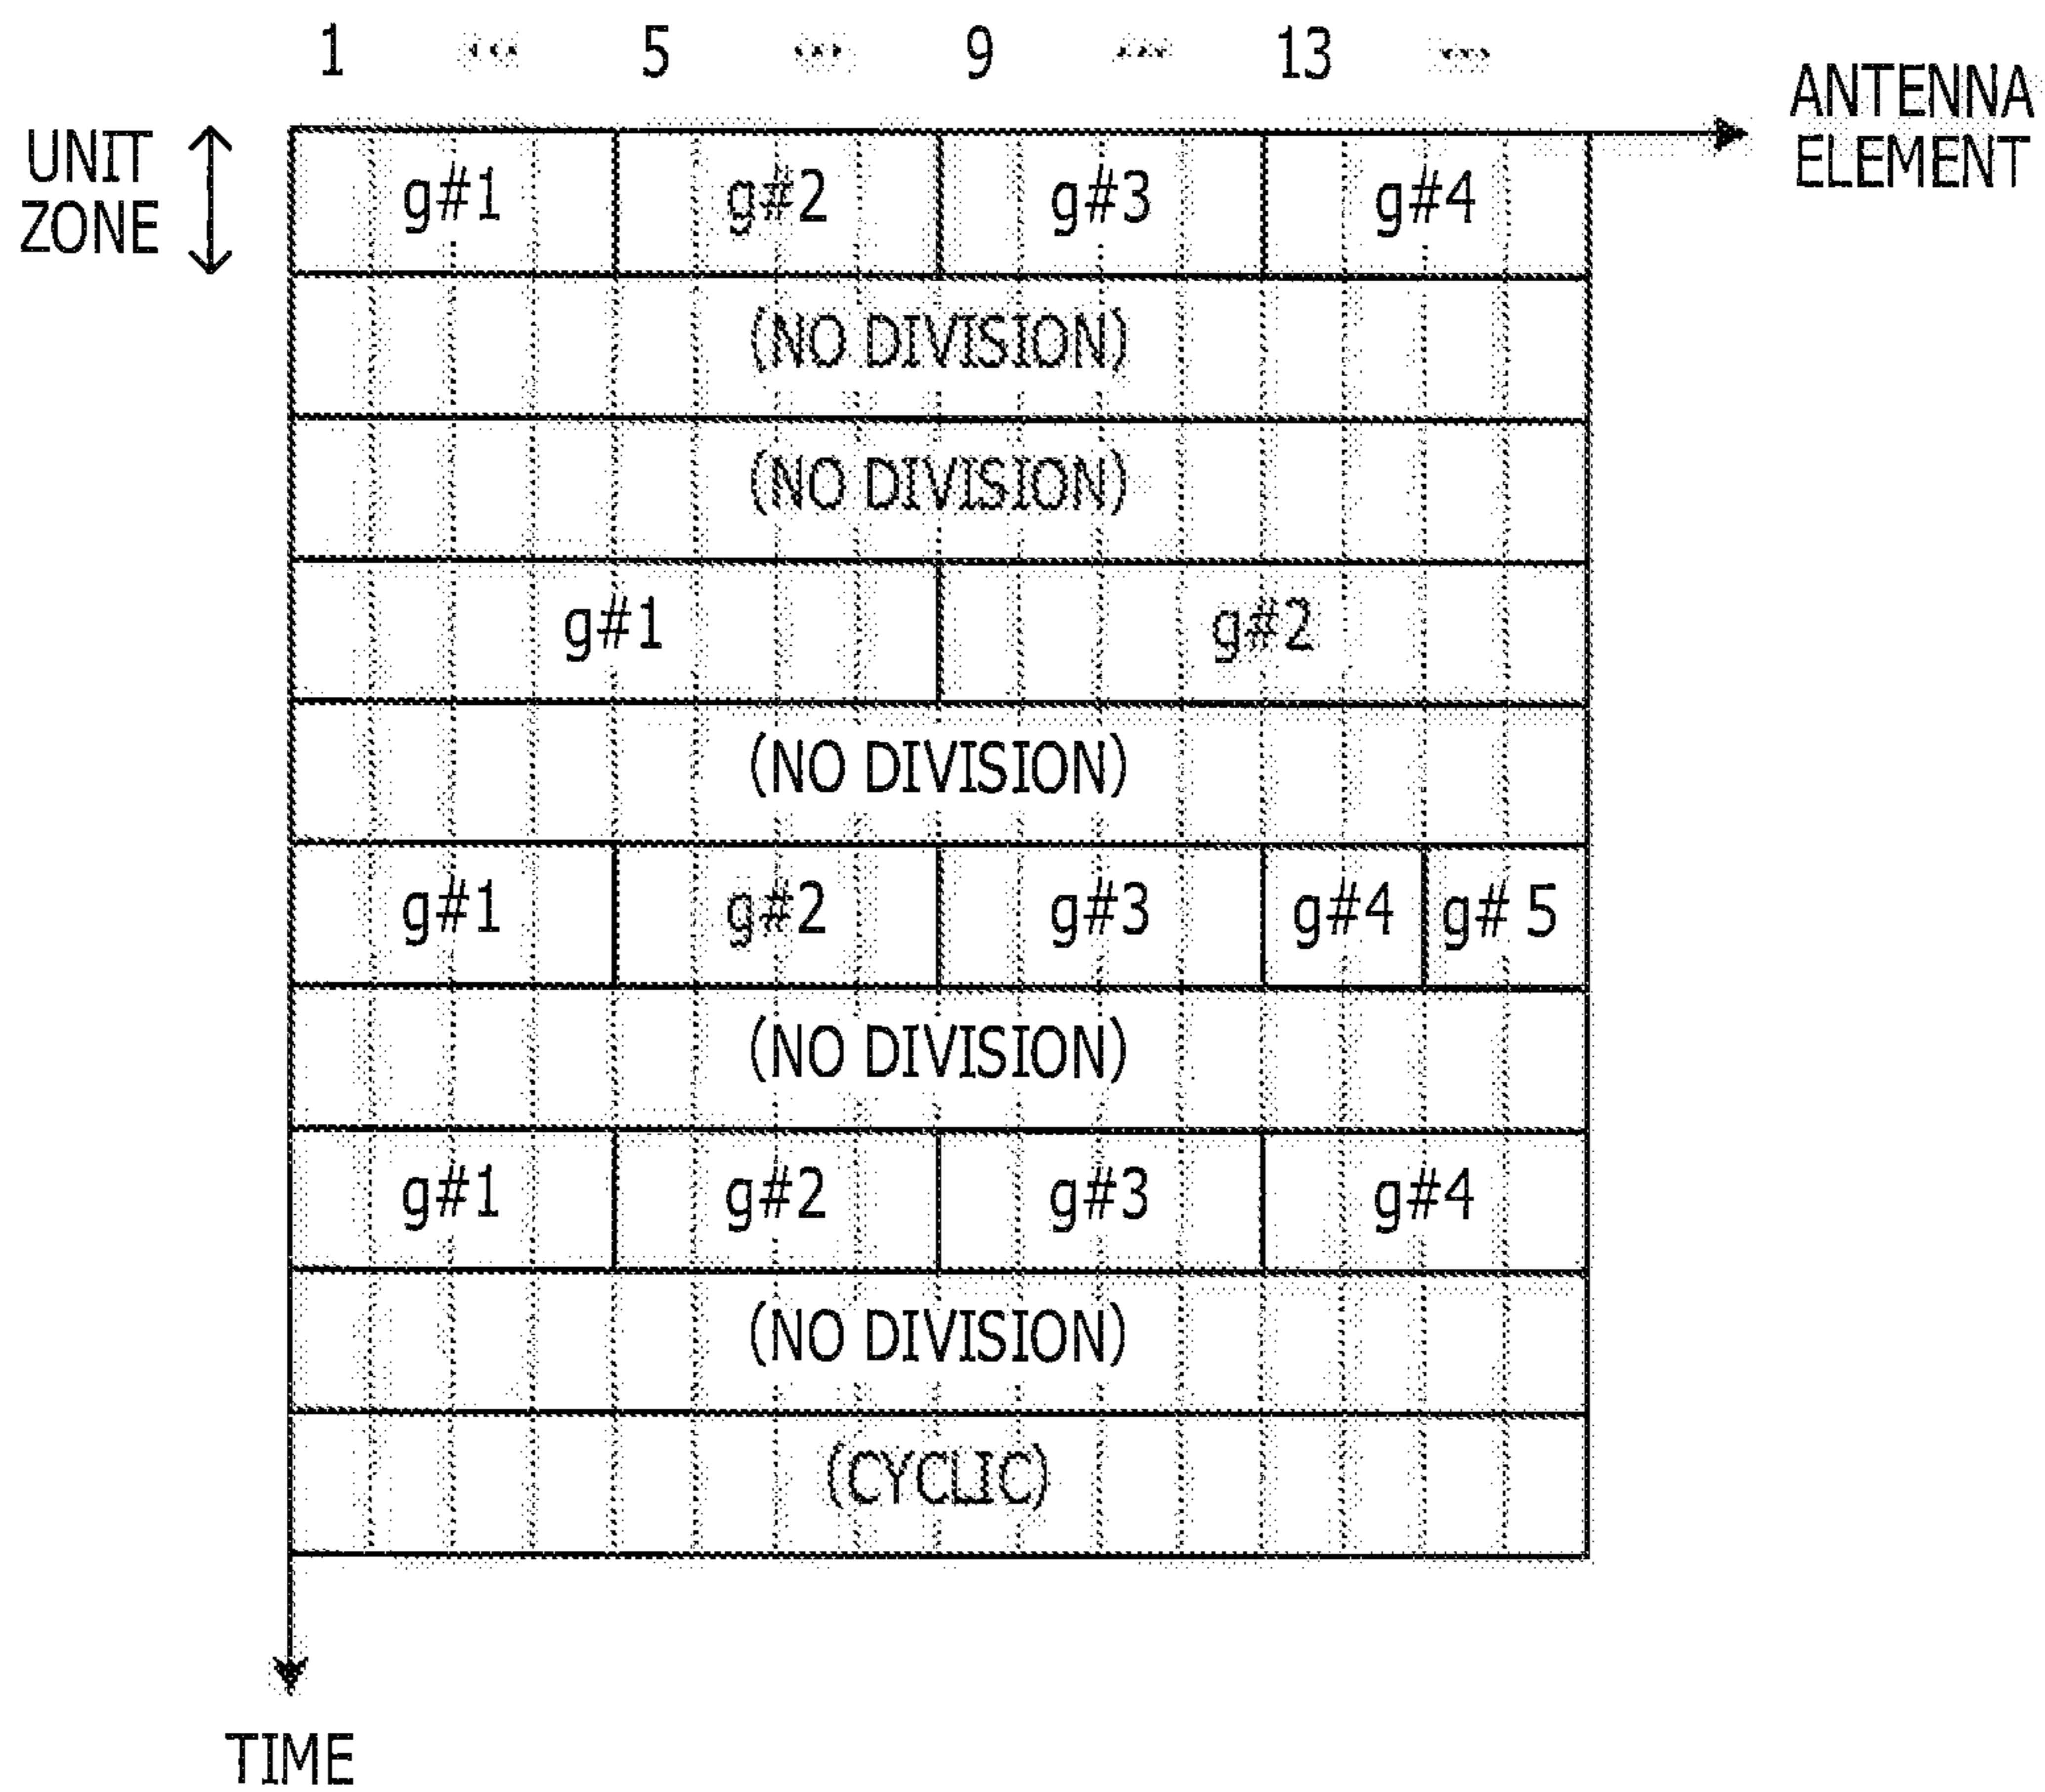 1 ... 5 ... 9 ... 13 ...
ANTENNA
ELEMENT
UNIT
ZONE
g#1 g#2 g#3 g#4
(NO DIVISION)
(NO DIVISION)
g#1 g#2
(NO DIVISION)
g#1 g#2 g#3 g#4 g# 5
(NO DIVISION)
g#1 g#2 g#3 g#4
(NO DIVISION)
(CYCLIC)
TIME